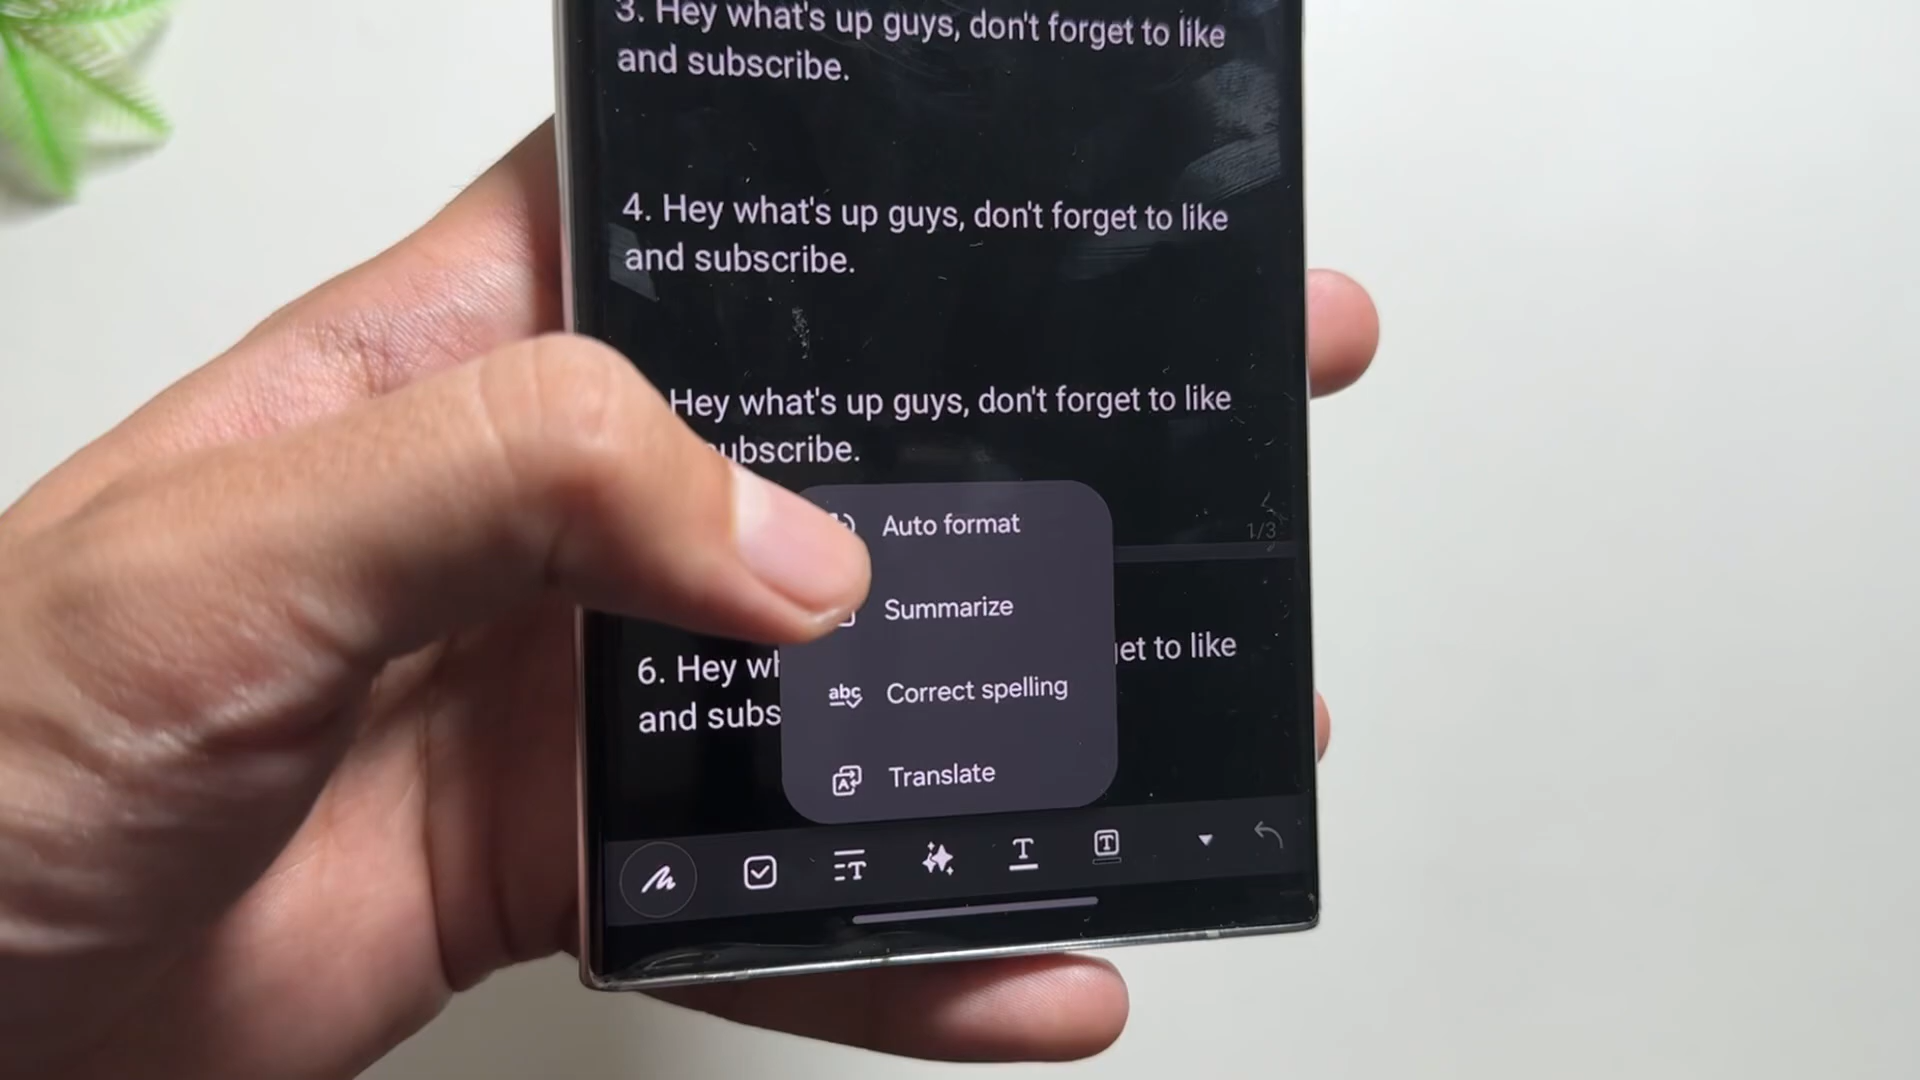 3. Hey what's up guys, don't forget to like
and subscribe.
4. Hey what's up guys, don't forget to like
and subscribe.
Hey what's up guys, don't forget to like
subscribe.
Auto format
1/3
Summarize
6. Hey wh
et to like
and subs
Correct spelling
Translate